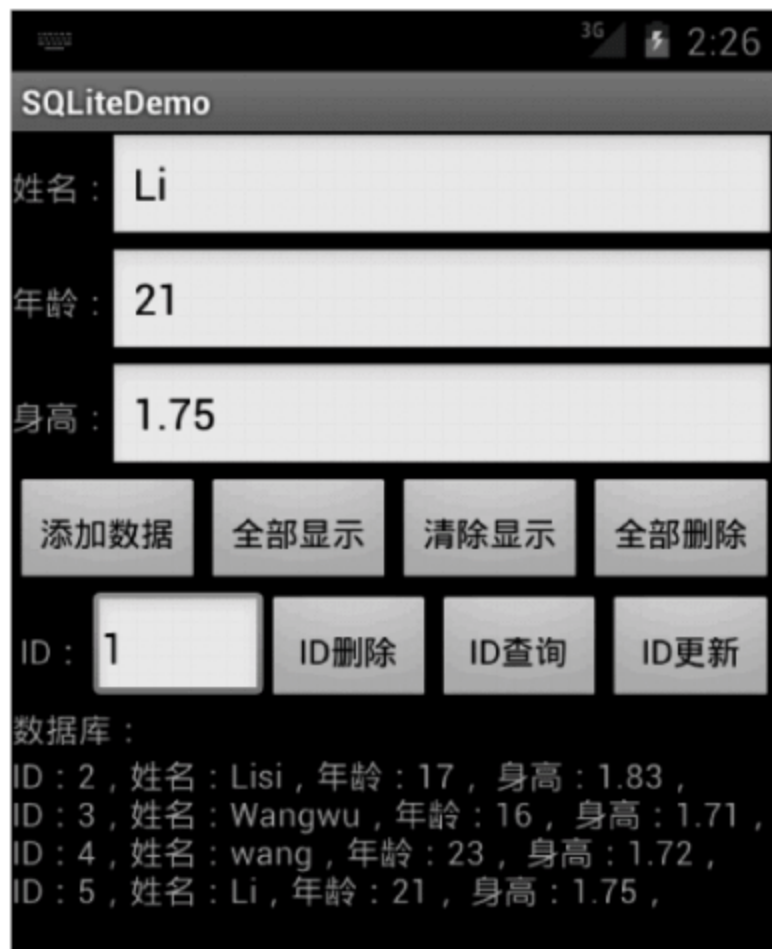 3G 2:26
SQLiteDemo
姓名： Li
年龄： 21
身高： 1.75
添加数据 全部显示 清除显示 全部删除
ID： 1 ID删除 ID查询 ID更新
数据库：
ID：2，姓名：Lisi，年龄：17，身高：1.83，
ID：3，姓名：Wangwu，年龄：16，身高：1.71，
ID：4，姓名：wang，年龄：23，身高：1.72，
ID：5，姓名：Li，年龄：21，身高：1.75，